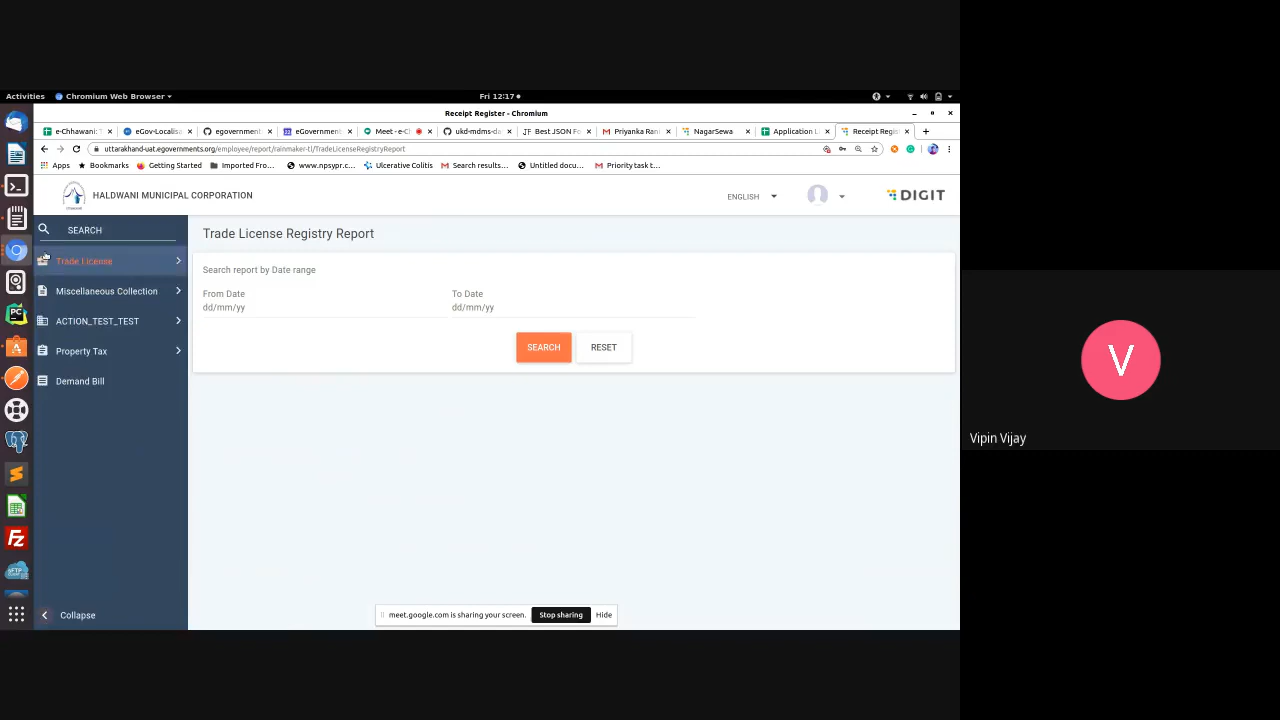 Activities Chromium Web Browser Fri 12:17
Receipt Register - Chromium
e-Chhawani: eGov-Localisa egovernment eGovernment Meet - e-C ukd-mdms-da Best JSON Fo Priyanka Ran NagarSewa Application L Receipt Regis
uttarakhand-uat.egovernments.org/employee/report/rainmaker-tl/TradeLicenseRegistryReport
Apps Bookmarks Getting Started Imported Fro... www.npsypr.c... Ulcerative Colitis Search results... Untitled docu... Priority task t...
HALDWANI MUNICIPAL CORPORATION ENGLISH DIGIT
SEARCH
Trade License
Miscellaneous Collection
ACTION_TEST_TEST
Property Tax
Demand Bill
Collapse
Trade License Registry Report
Search report by Date range
From Date To Date
dd/mm/yy dd/mm/yy
SEARCH RESET
meet.google.com is sharing your screen. Stop sharing Hide
V
Vipin Vijay